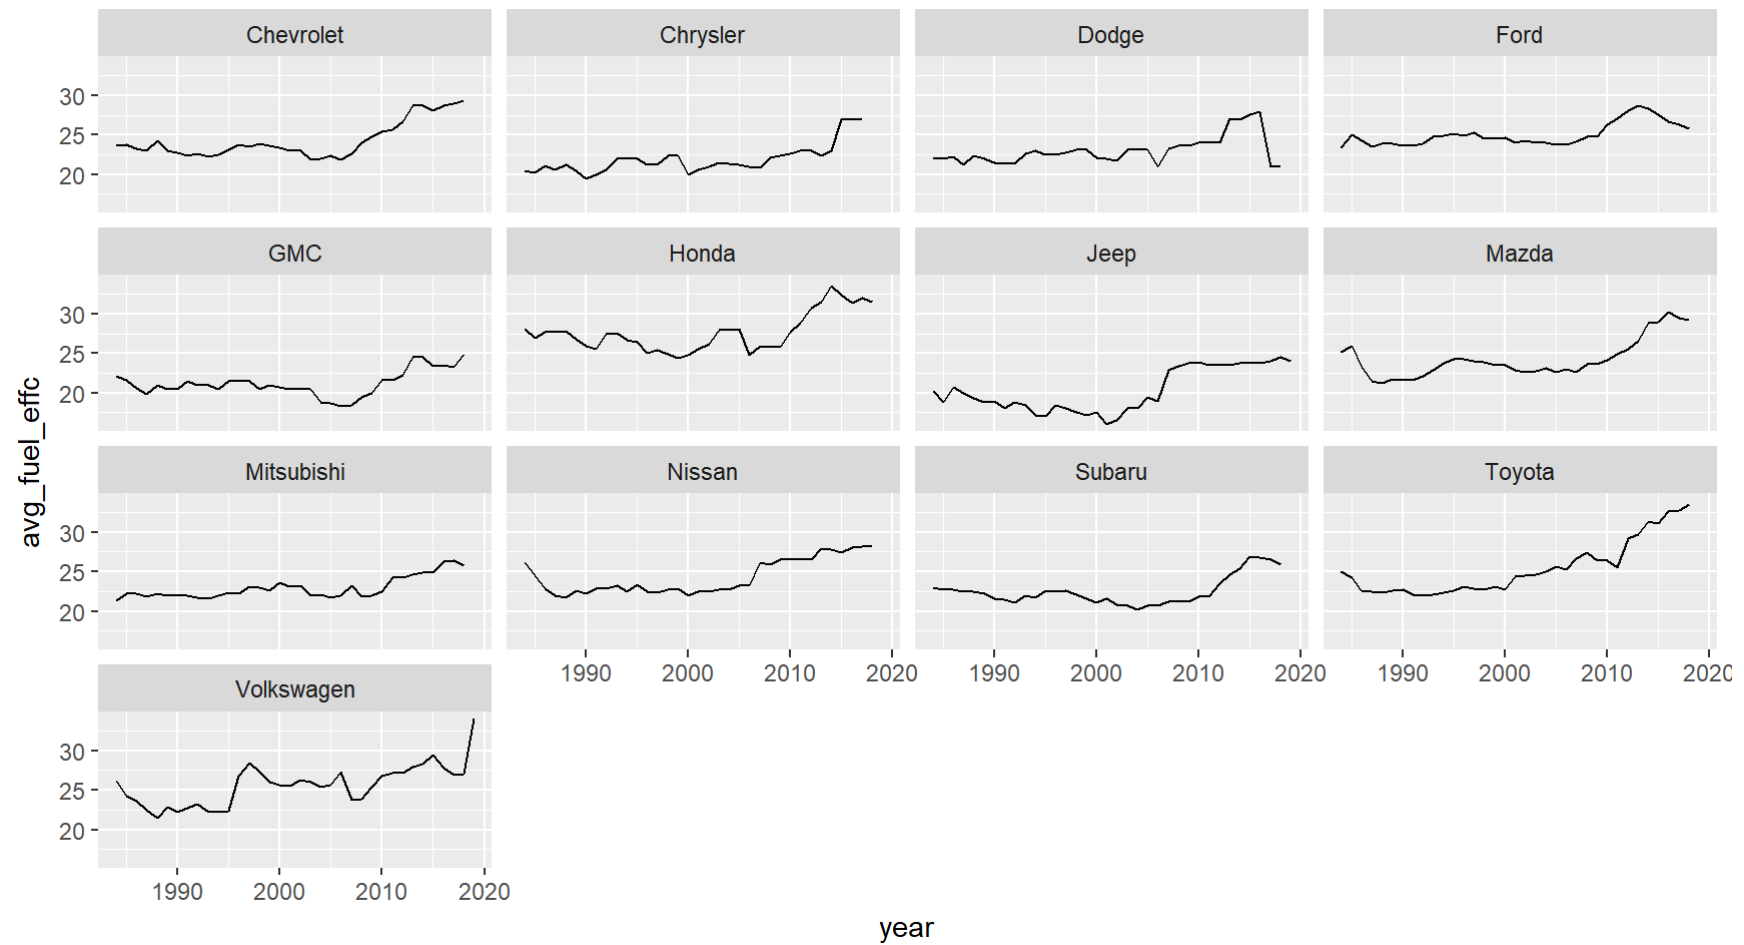 Chevrolet Chrysler Dodge Ford
30
25
20
GMC Honda Jeep Mazda
30
25
20
Mitsubishi Nissan Subaru Toyota
30
25
20
1990 2000 2010 2020 1990 2000 2010 2020 1990 2000 2010 2020
Volkswagen
30
25
20
1990 2000 2010 2020
avg_fuel_effc
year